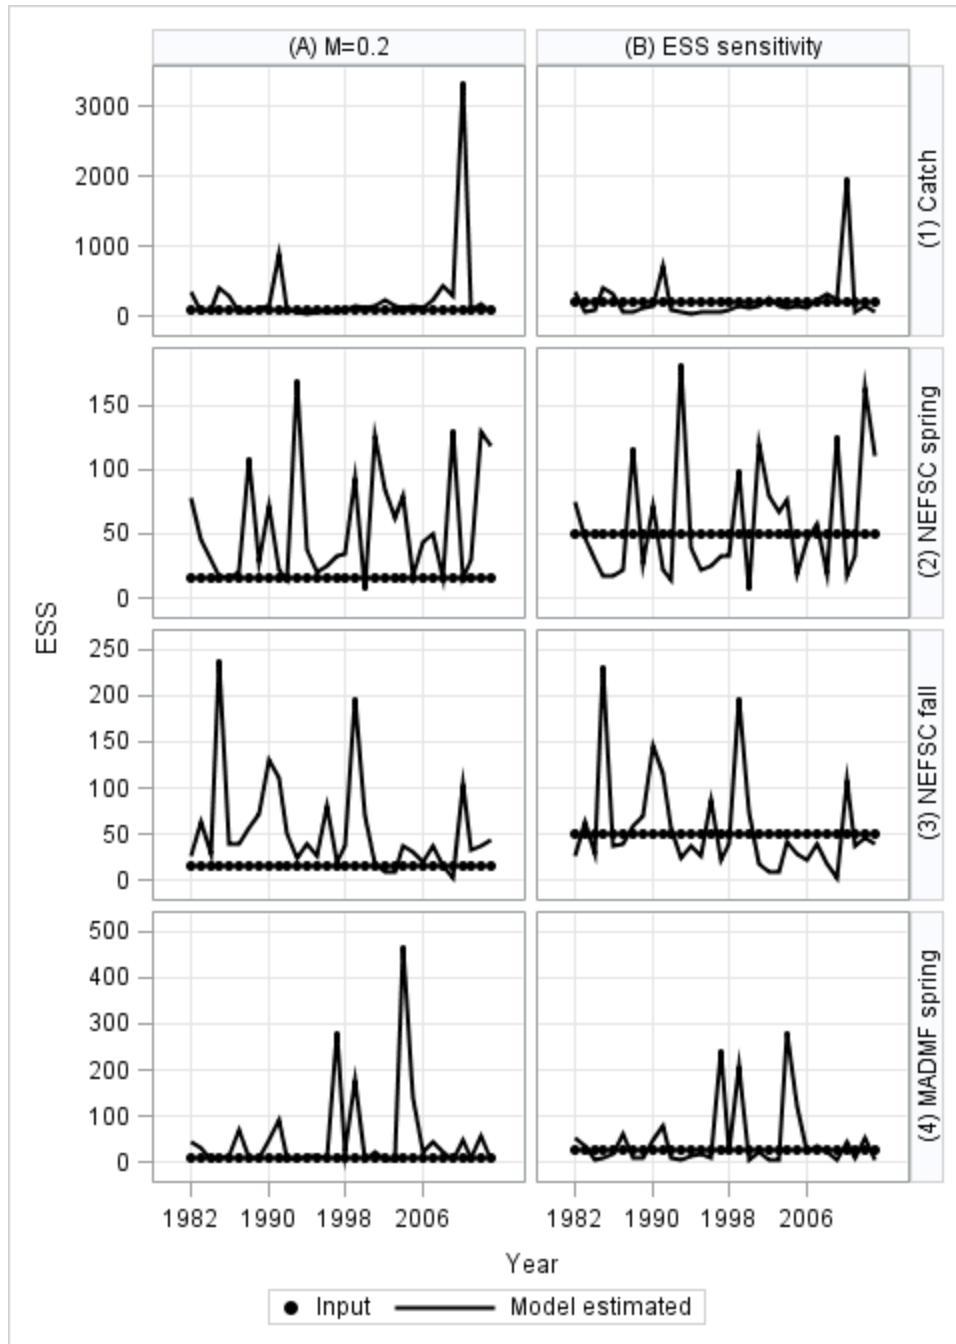 (A) M=0.2
(B) ESS sensitivity
3000
2000
1000
0
(1) Catch
150
100
50
0
(2) NEFSC spring
ESS
250
200
150
100
50
0
(3) NEFSC fall
500
400
300
200
100
0
(4) MADMF spring
1982 1990 1998 2006
1982 1990 1998 2006
Year
Input Model estimated